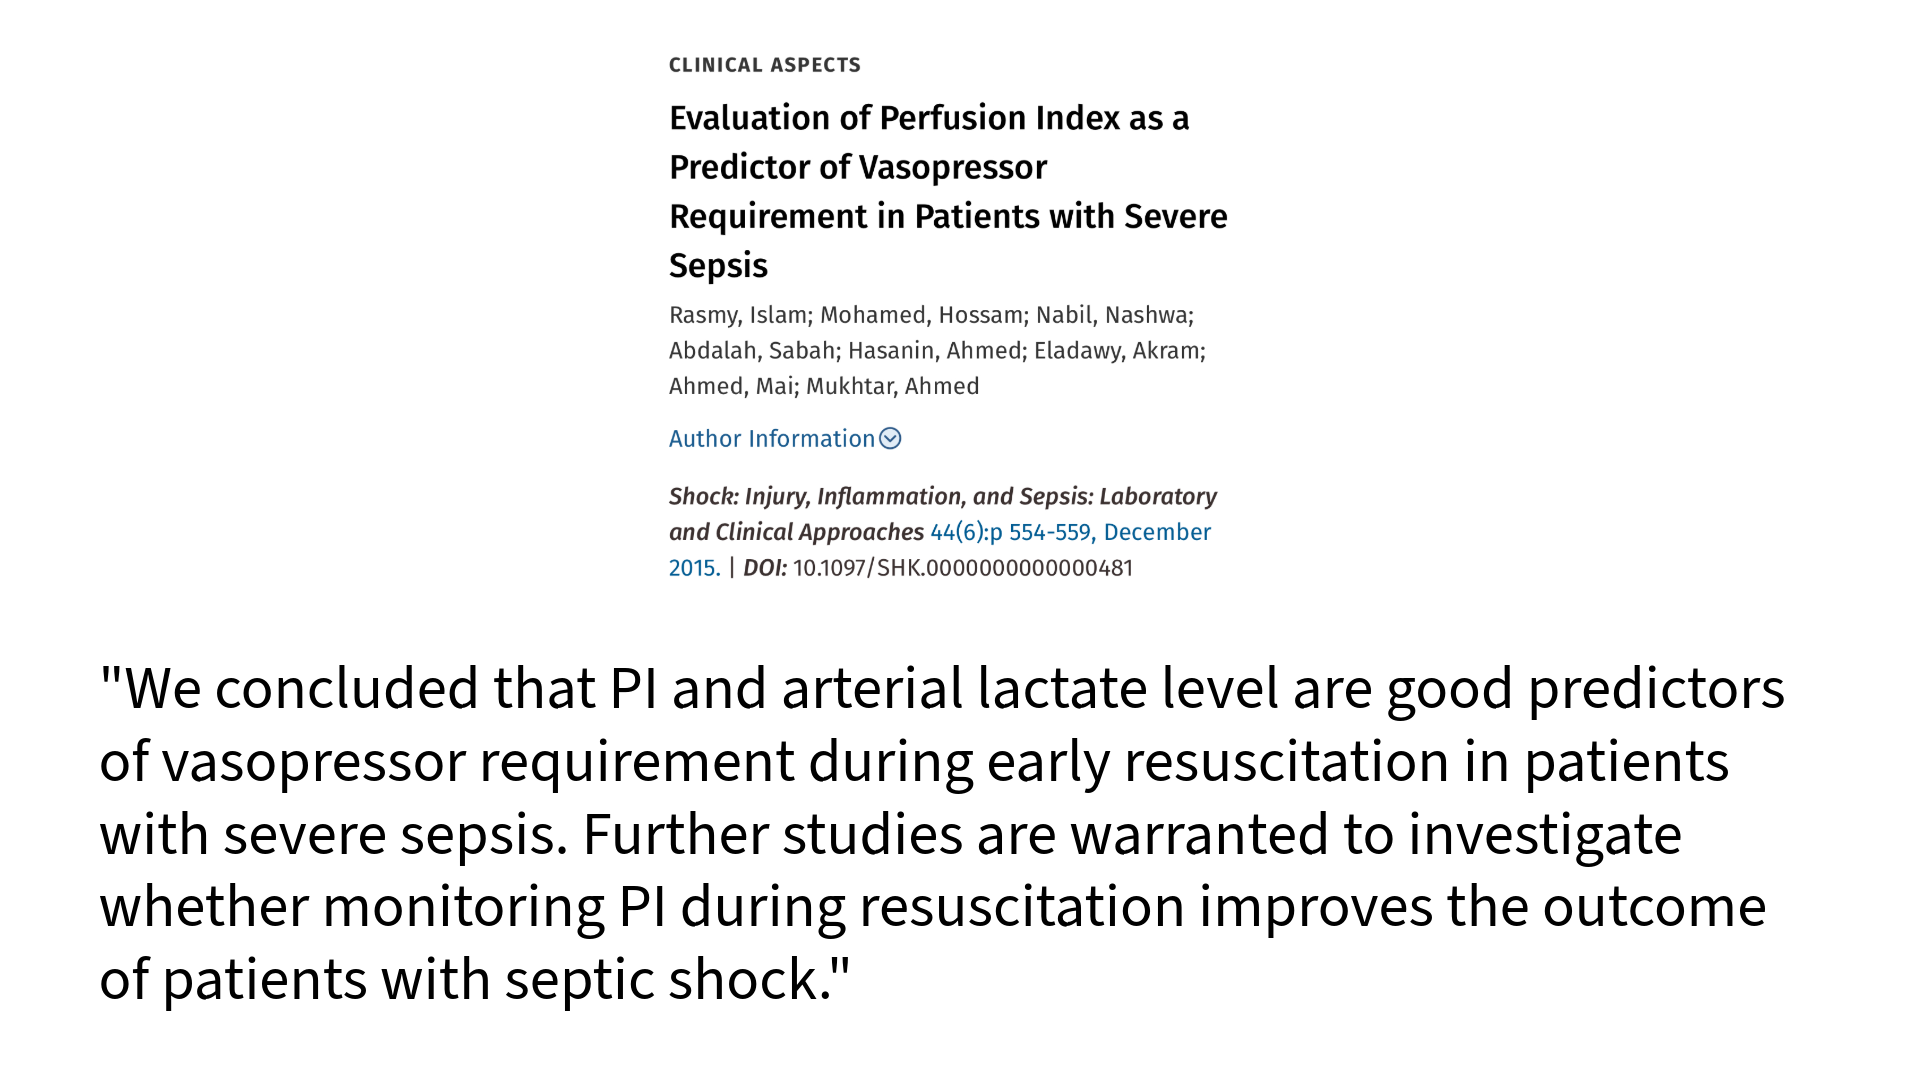 CLINICAL ASPECTS
Evaluation of Perfusion Index as a
Predictor of Vasopressor
Requirement in Patients with Severe
Sepsis
Rasmy, Islam; Mohamed, Hossam; Nabil, Nashwa;
Abdalah, Sabah; Hasanin, Ahmed; Eladawy, Akram;
Ahmed, Mai; Mukhtar, Ahmed
Author Information
Shock: Injury, Inflammation, and Sepsis: Laboratory
and Clinical Approaches 44(6):p 554-559, December
2015. | DOI: 10.1097/SHK.0000000000000481
"We concluded that PI and arterial lactate level are good predictors
of vasopressor requirement during early resuscitation in patients
with severe sepsis. Further studies are warranted to investigate
whether monitoring PI during resuscitation improves the outcome
of patients with septic shock."